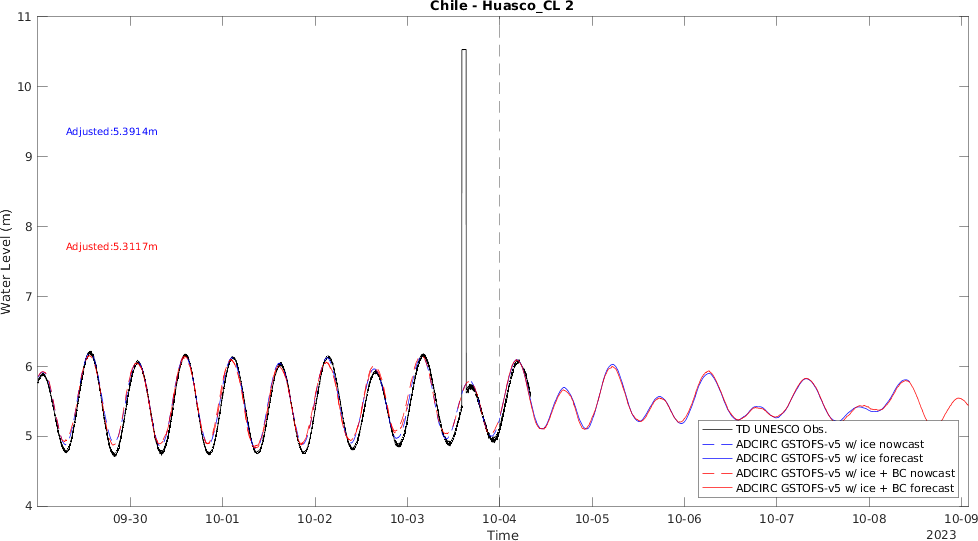 Chile - Huasco_CL 2
11
10
9
8
7
6
5
4
Water Level (m)
Adjusted:5.3914m
Adjusted:5.3117m
TD UNESCO Obs.
ADCIRC GSTOFS-v5 w/ ice nowcast
ADCIRC GSTOFS-v5 w/ ice forecast
ADCIRC GSTOFS-v5 w/ ice + BC nowcast
ADCIRC GSTOFS-v5 w/ ice + BC forecast
09-30 10-01 10-02 10-03 10-04 10-05 10-06 10-07 10-08 10-09
Time
2023